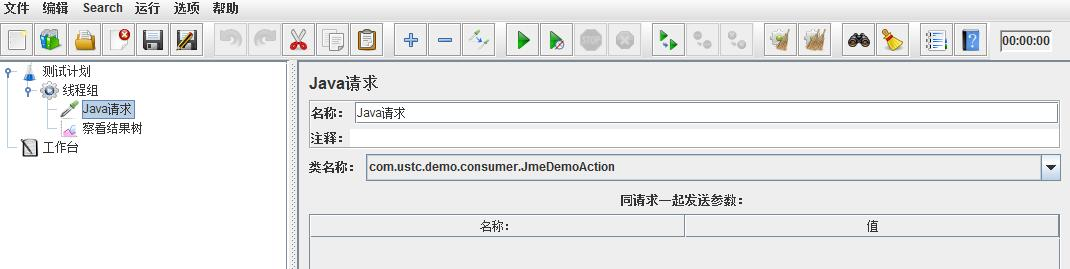 文件 编辑 Search 运行 选项 帮助
STOP
00:00:00
测试计划
线程组
Java请求
察看结果树
工作台
Java请求
名称： Java请求
注释：
类名称： com.ustc.demo.consumer.JmeDemoAction
同请求一起发送参数：
名称： 值